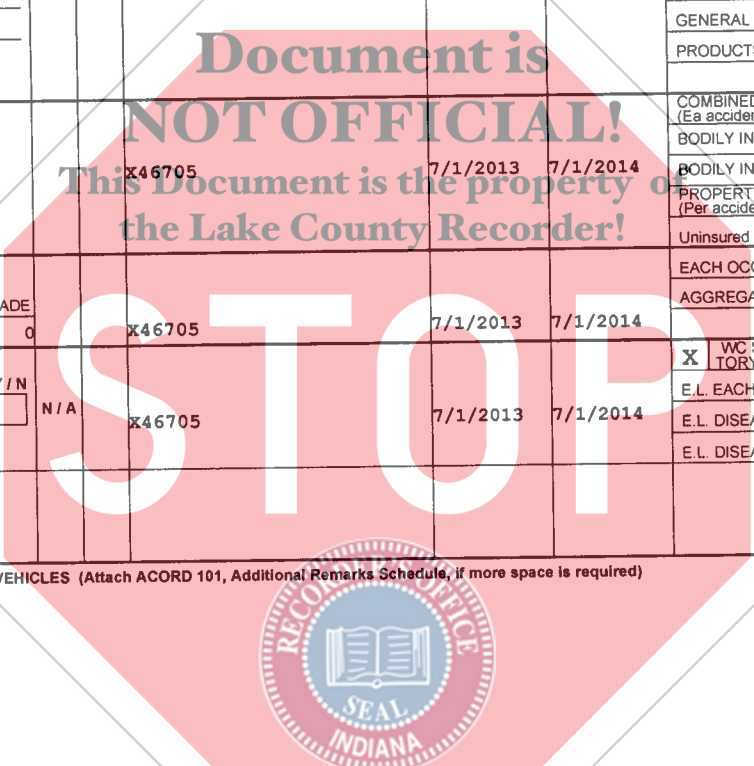 GENERAL
PRODUCTS
Document is
NOT OFFICIAL!
This Document is the property of
the Lake County Recorder!
COMBINED
(Ea acciden
BODILY IN
X46705 7/1/2013 7/1/2014 BODILY IN
PROPERT
(Per accide
Uninsured
EACH OCC
ADE
0
X46705 7/1/2013 7/1/2014
AGGREGA
STOP
X WC S
TORY
Y / N
N / A
X46705 7/1/2013 7/1/2014
E.L. EACH
E.L. DISEA
E.L. DISEA
VEHICLES (Attach ACORD 101, Additional Remarks Schedule, if more space is required)
RECORDER'S OFFICE
SEAL
INDIANA